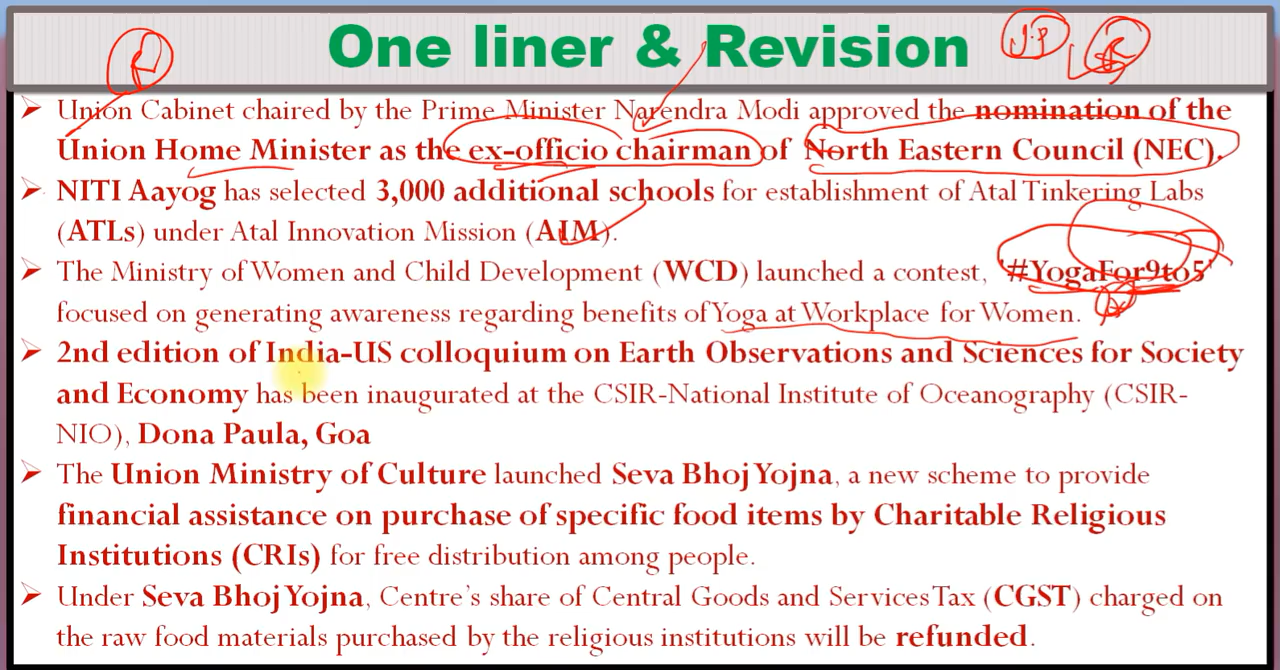 One liner & Revision
J.P
Union Cabinet chaired by the Prime Minister Narendra Modi approved the nomination of the
Union Home Minister as the ex-officio chairman of North Eastern Council (NEC).
NITI Aayog has selected 3,000 additional schools for establishment of Atal Tinkering Labs
(ATLs) under Atal Innovation Mission (AIM).
The Ministry of Women and Child Development (WCD) launched a contest, '#YogaFor9to5'
focused on generating awareness regarding benefits of Yoga at Workplace for Women.
2nd edition of India-US colloquium on Earth Observations and Sciences for Society
and Economy has been inaugurated at the CSIR-National Institute of Oceanography (CSIR-
NIO), Dona Paula, Goa
The Union Ministry of Culture launched Seva Bhoj Yojna, a new scheme to provide
financial assistance on purchase of specific food items by Charitable Religious
Institutions (CRIs) for free distribution among people.
Under Seva Bhoj Yojna, Centre's share of Central Goods and Services Tax (CGST) charged on
the raw food materials purchased by the religious institutions will be refunded.